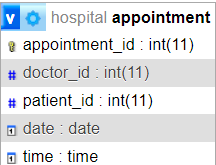 v hospital appointment
appointment_id : int(11)
# doctor_id : int(11)
# patient_id : int(11)
date : date
time : time